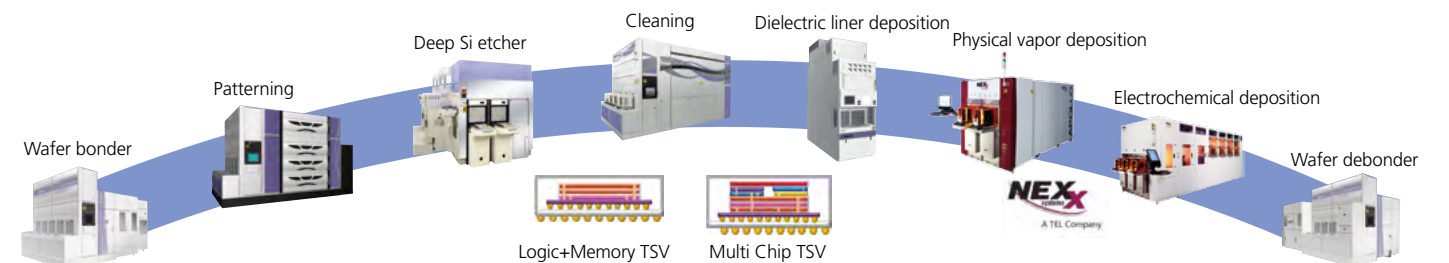 Wafer bonder
Patterning
Deep Si etcher
Cleaning
Dielectric liner deposition
Physical vapor deposition
Electrochemical deposition
Wafer debonder
Logic+Memory TSV
Multi Chip TSV
NEXX
systems
A TEL Company